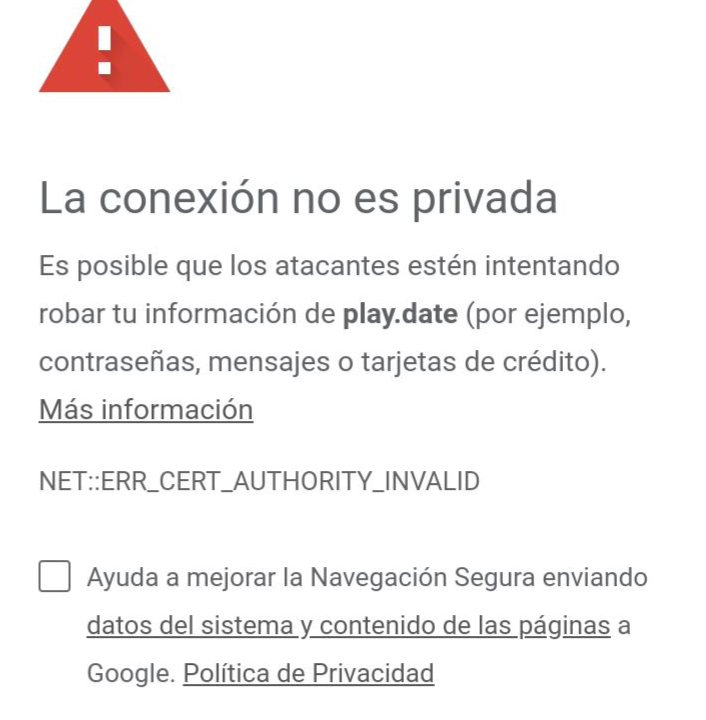 La conexión no es privada
Es posible que los atacantes estén intentando
robar tu información de play.date (por ejemplo,
contraseñas, mensajes o tarjetas de crédito).
Más información
NET::ERR_CERT_AUTHORITY_INVALID
Ayuda a mejorar la Navegación Segura enviando
datos del sistema y contenido de las páginas a
Google. Política de Privacidad